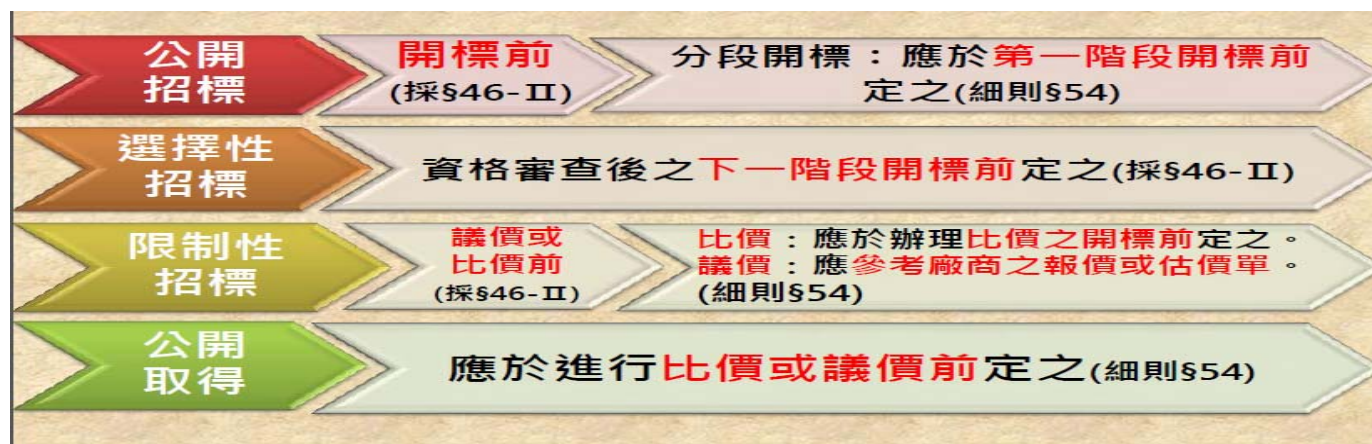 公開
招標
開標前
(採§46-II)
分段開標：應於第一階段開標前
定之(細則§54)
選擇性
招標
資格審查後之下一階段開標前定之(採§46-II)
限制性
招標
議價或
比價前
(採§46-II)
比價：應於辦理比價之開標前定之。
議價：應參考廠商之報價或估價單。
(細則§54)
公開
取得
應於進行比價或議價前定之(細則§54)